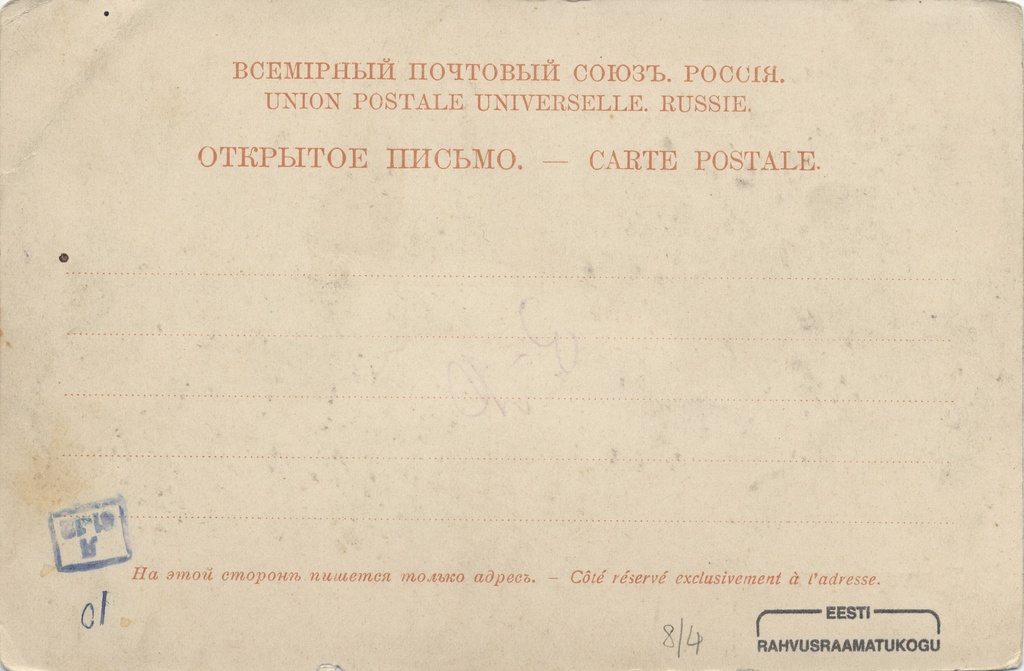 ВСЕМІРНЫЙ ПОЧТОВЫЙ СОЮЗЪ. РОССІЯ.
UNION POSTALE UNIVERSELLE. RUSSIE.
ОТКРЫТОЕ ПИСЬМО. — CARTE POSTALE.
На этой сторонѣ пишется только адресъ. – Côté réservé exclusivement à l'adresse.
8/4
EESTI
RAHVUSRAAMATUKOGU